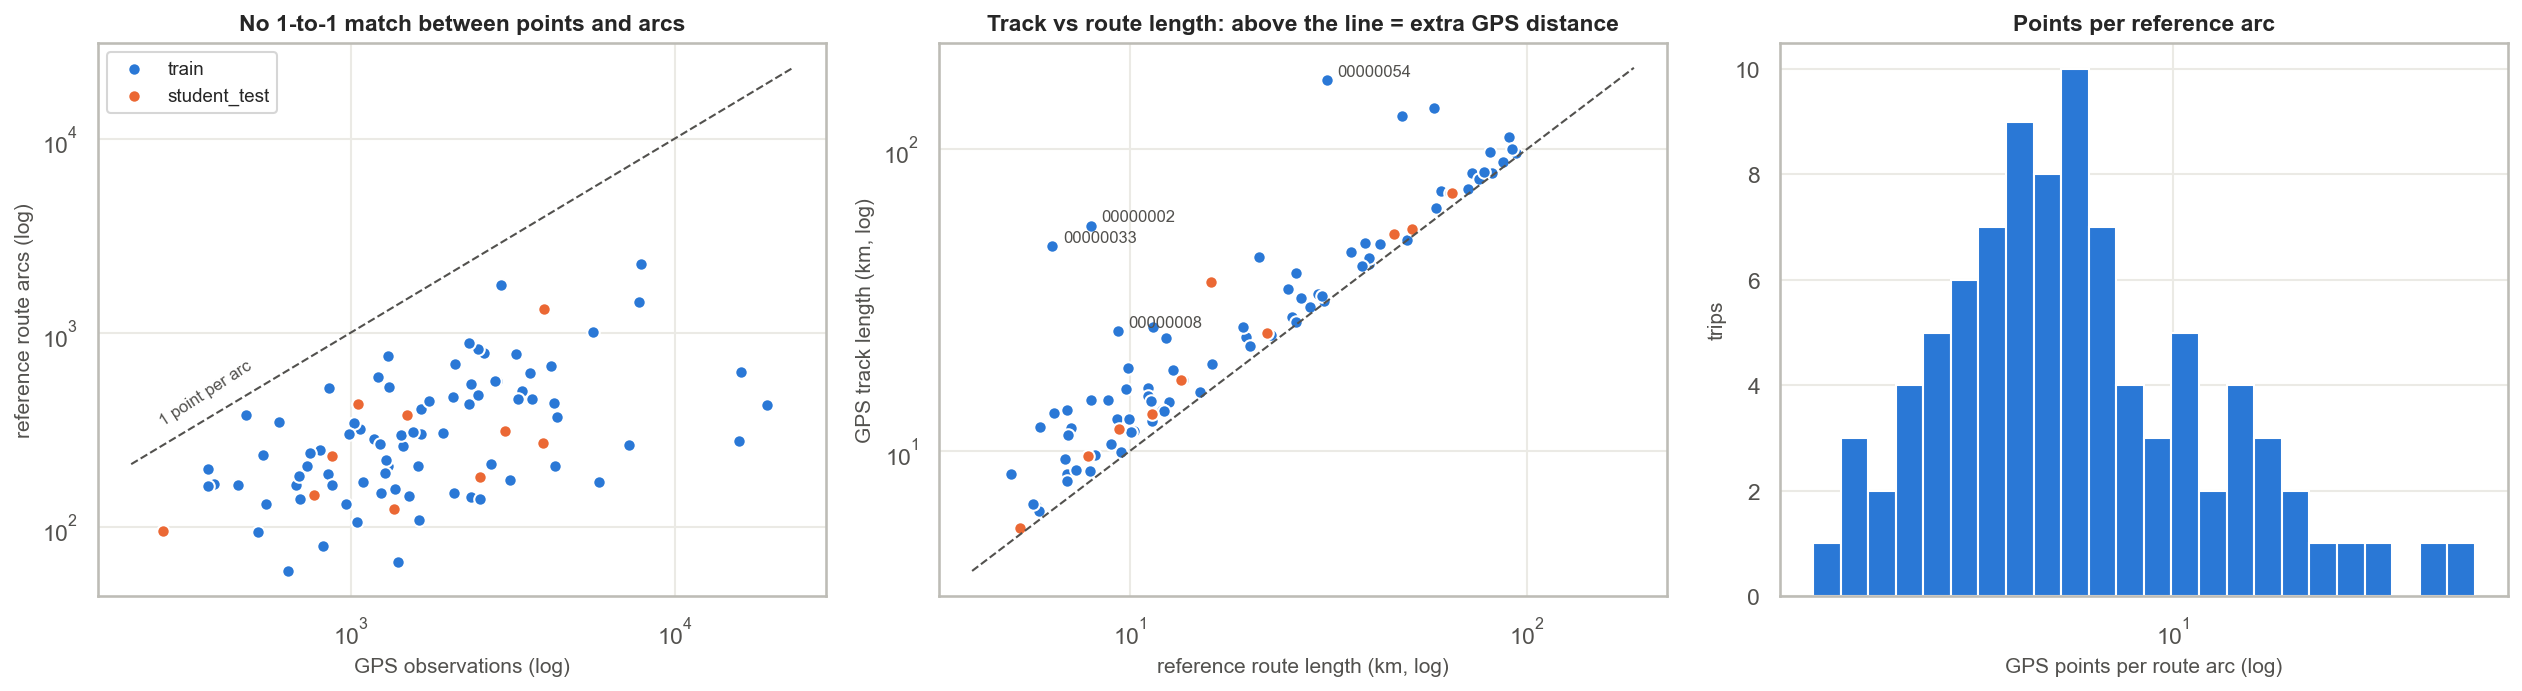 No 1-to-1 match between points and arcs
train
student_test
1 point per arc
10^4
10^3
10^2
10^3
10^4
reference route arcs (log)
GPS observations (log)
Track vs route length: above the line = extra GPS distance
00000054
00000002
00000033
00000008
10^2
10^1
10^1
10^2
GPS track length (km, log)
reference route length (km, log)
Points per reference arc
10
8
6
4
2
0
10^1
trips
GPS points per route arc (log)